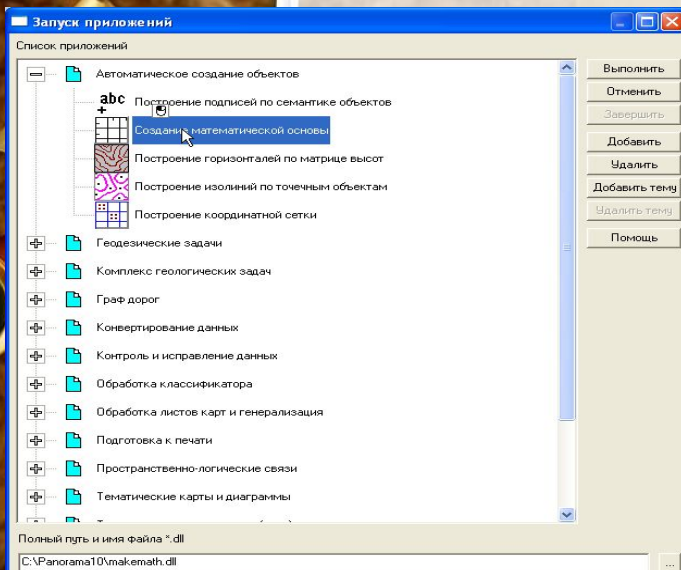 Запуск приложений
Список приложений
Автоматическое создание объектов
abc Построение подписей по семантике объектов
Создание математической основы
Построение горизонталей по матрице высот
Построение изолиний по точечным объектам
Построение координатной сетки
Геодезические задачи
Комплекс геологических задач
Граф дорог
Конвертирование данных
Контроль и исправление данных
Обработка классификатора
Обработка листов карт и генерализация
Подготовка к печати
Пространственно-логические связи
Тематические карты и диаграммы
Выполнить
Отменить
Завершить
Добавить
Удалить
Добавить тему
Удалить тему
Помощь
Полный путь и имя файла *.dll
C:\Panorama10\makemath.dll
...